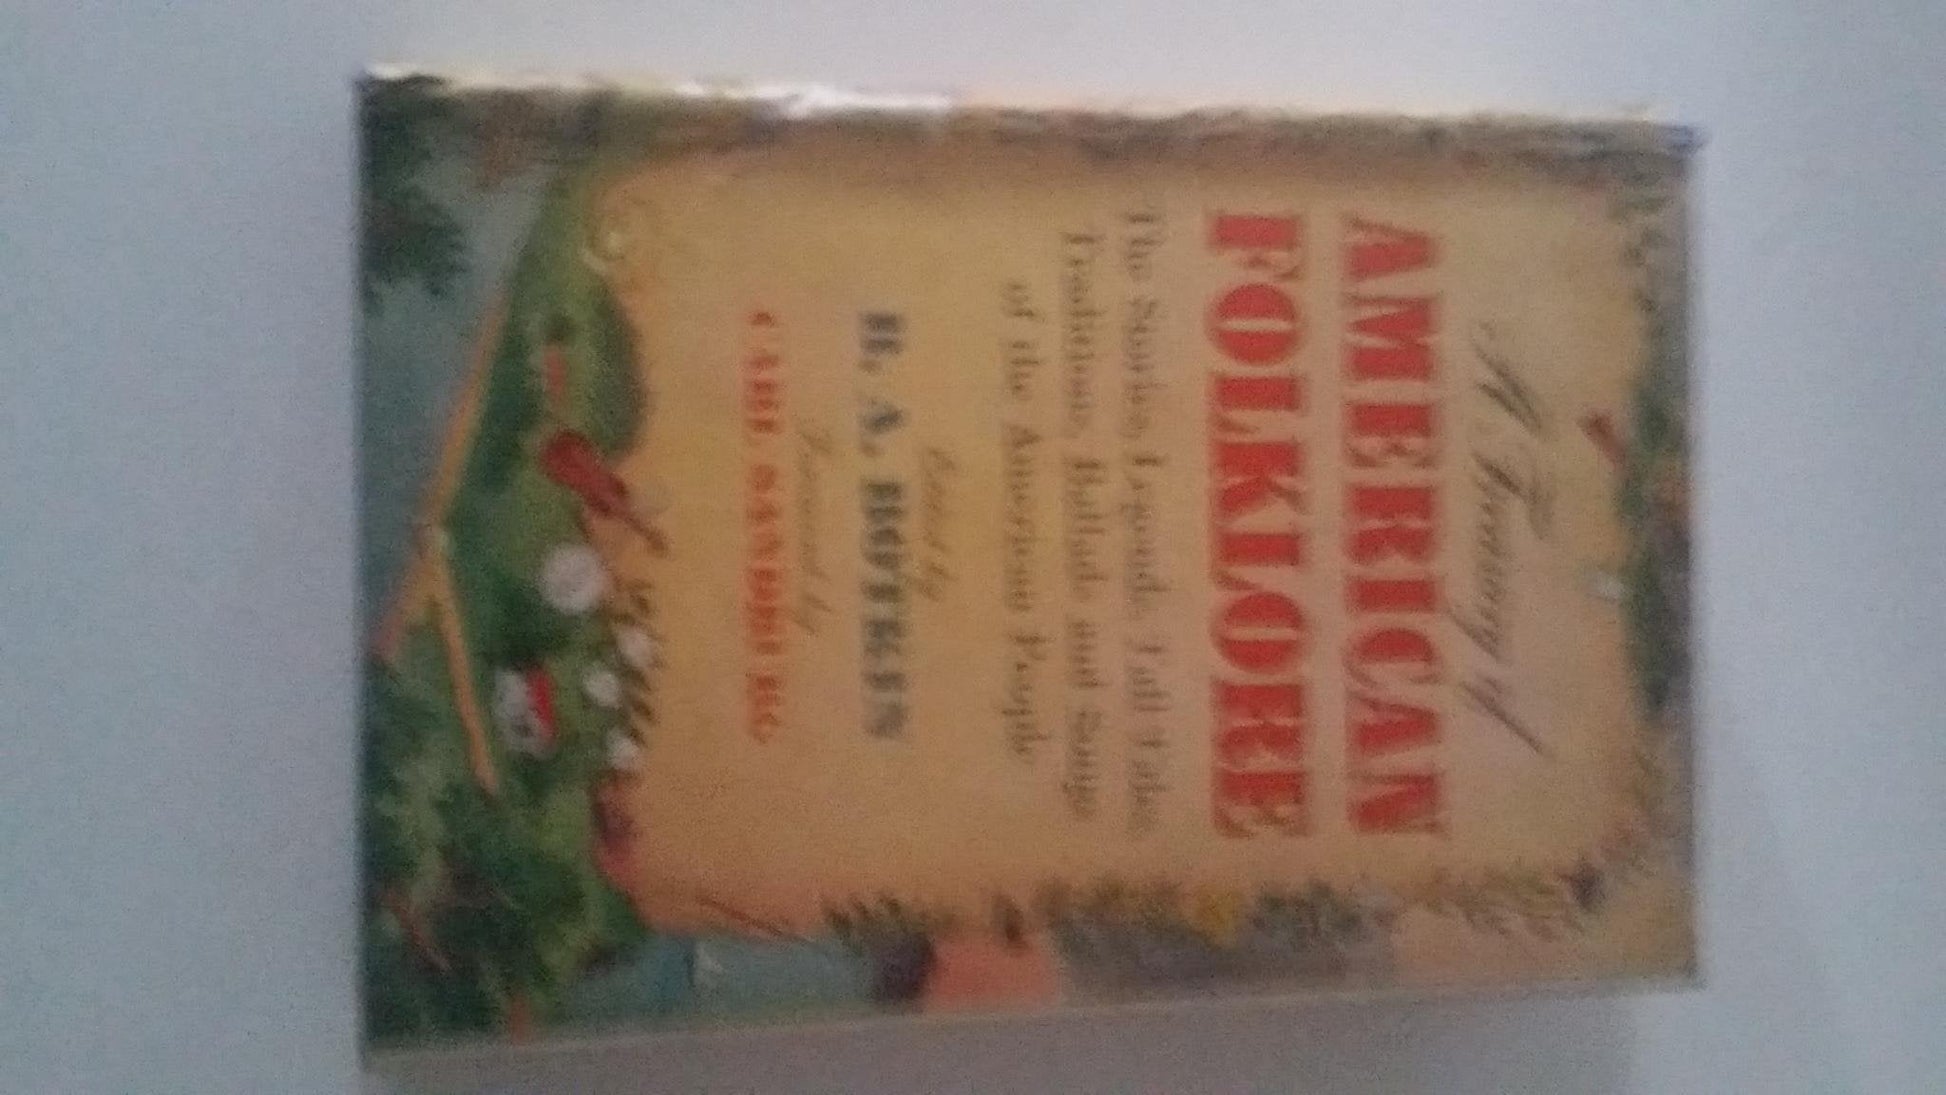 A Treasury of
AMERICAN
FOLKLORE
The Stories, Legends, Tall Tales,
Traditions, Ballads and Songs
of the American People
Edited by
B. A. BOTKIN
Foreword by
CARL SANDBURG